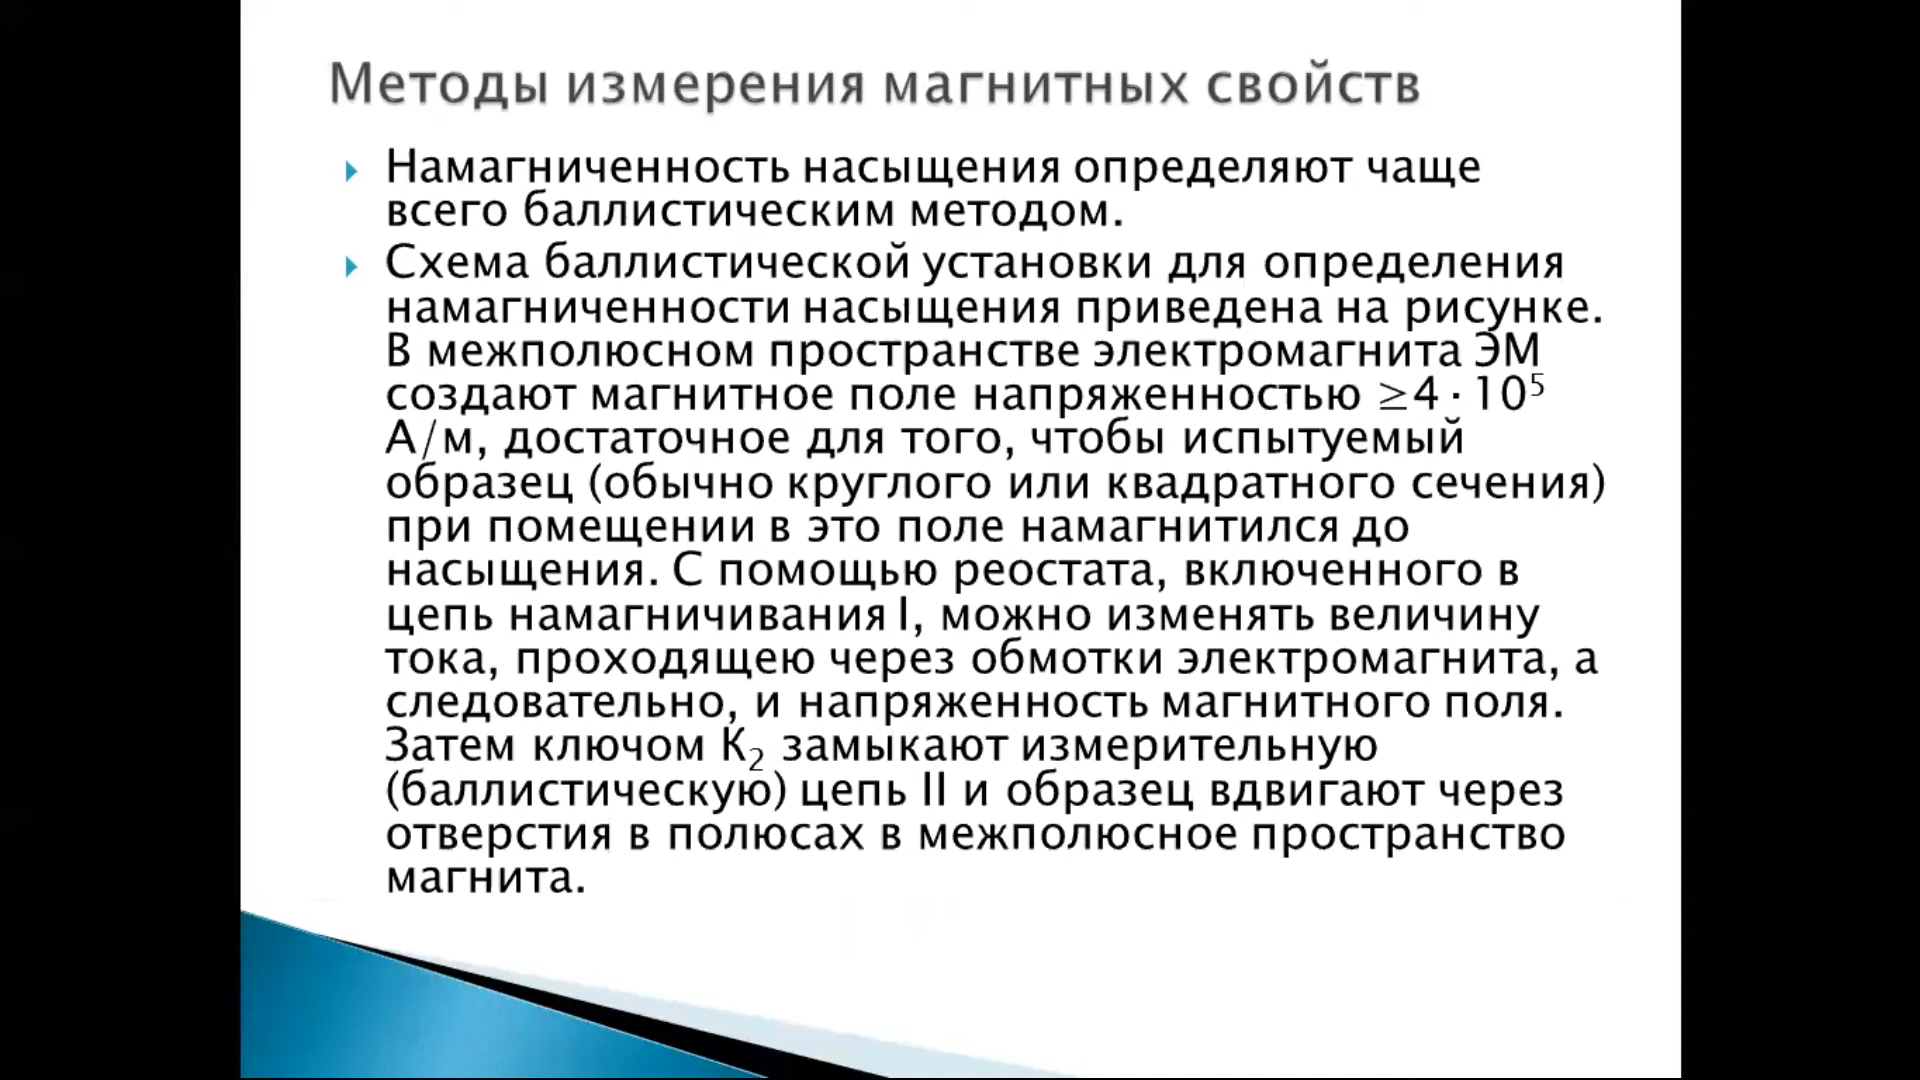 Методы измерения магнитных свойств
Намагниченность насыщения определяют чаще
всего баллистическим методом.
Схема баллистической установки для определения
намагниченности насыщения приведена на рисунке.
В межполюсном пространстве электромагнита ЭМ
создают магнитное поле напряженностью ≥4·10⁵
А/м, достаточное для того, чтобы испытуемый
образец (обычно круглого или квадратного сечения)
при помещении в это поле намагнитился до
насыщения. С помощью реостата, включенного в
цепь намагничивания I, можно изменять величину
тока, проходящею через обмотки электромагнита, а
следовательно, и напряженность магнитного поля.
Затем ключом К₂ замыкают измерительную
(баллистическую) цепь II и образец вдвигают через
отверстия в полюсах в межполюсное пространство
магнита.